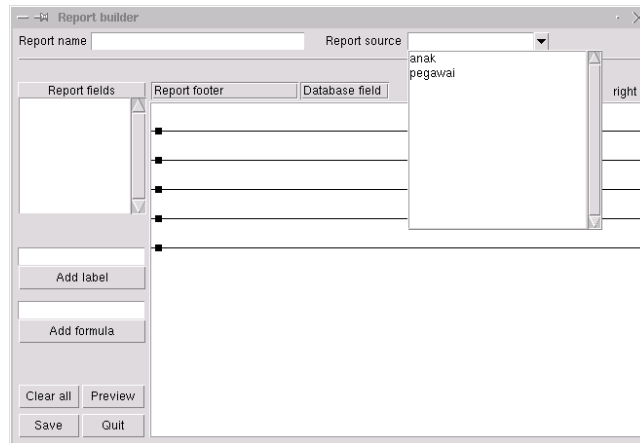 Report builder
Report name
Report source
anak
pegawai
Report fields
Report footer
Database field
right
Add label
Add formula
Clear all
Preview
Save
Quit